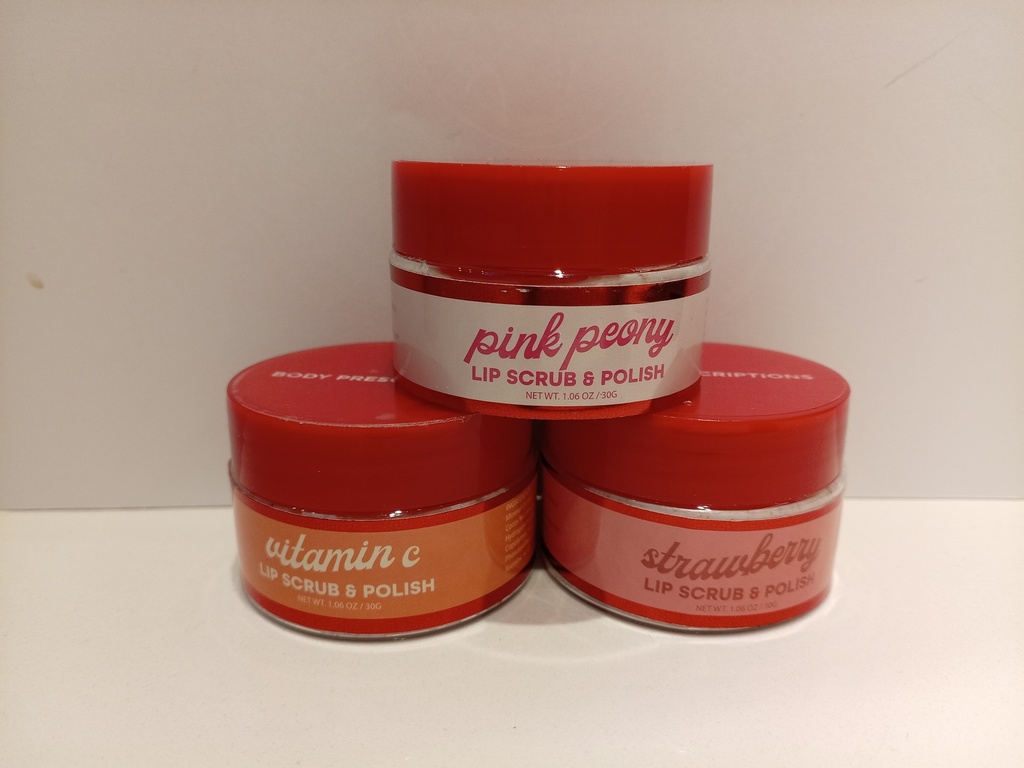 pink peony
LIP SCRUB & POLISH
NET WT. 1.06 OZ / 30G
BODY PRES
CRIPTIONS
vitamin c
LIP SCRUB & POLISH
NET WT. 1.06 OZ / 30G
strawberry
LIP SCRUB & POLISH
NET WT. 1.06 OZ / 30G